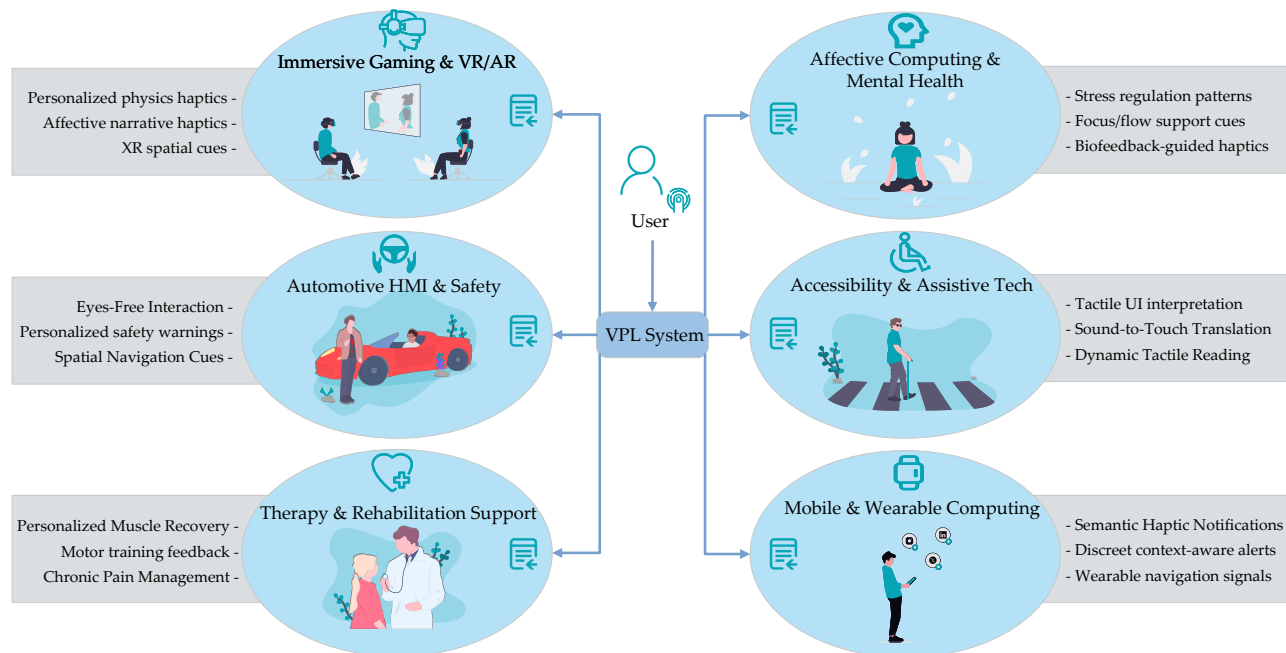 Immersive Gaming & VR/AR
Personalized physics haptics -
Affective narrative haptics -
XR spatial cues -
Affective Computing &
Mental Health
- Stress regulation patterns
- Focus/flow support cues
- Biofeedback-guided haptics
User
VPL System
Automotive HMI & Safety
Eyes-Free Interaction -
Personalized safety warnings -
Spatial Navigation Cues -
Accessibility & Assistive Tech
- Tactile UI interpretation
- Sound-to-Touch Translation
- Dynamic Tactile Reading
Therapy & Rehabilitation Support
Personalized Muscle Recovery -
Motor training feedback -
Chronic Pain Management -
Mobile & Wearable Computing
- Semantic Haptic Notifications
- Discreet context-aware alerts
- Wearable navigation signals